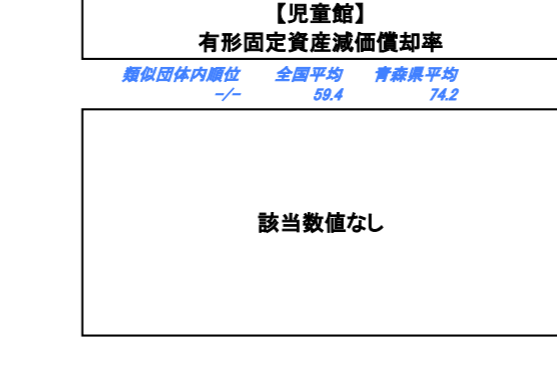 【児童館】
有形固定資産減価償却率
類似団体内順位 全国平均 青森県平均
-/- 59.4 74.2
該当数値なし